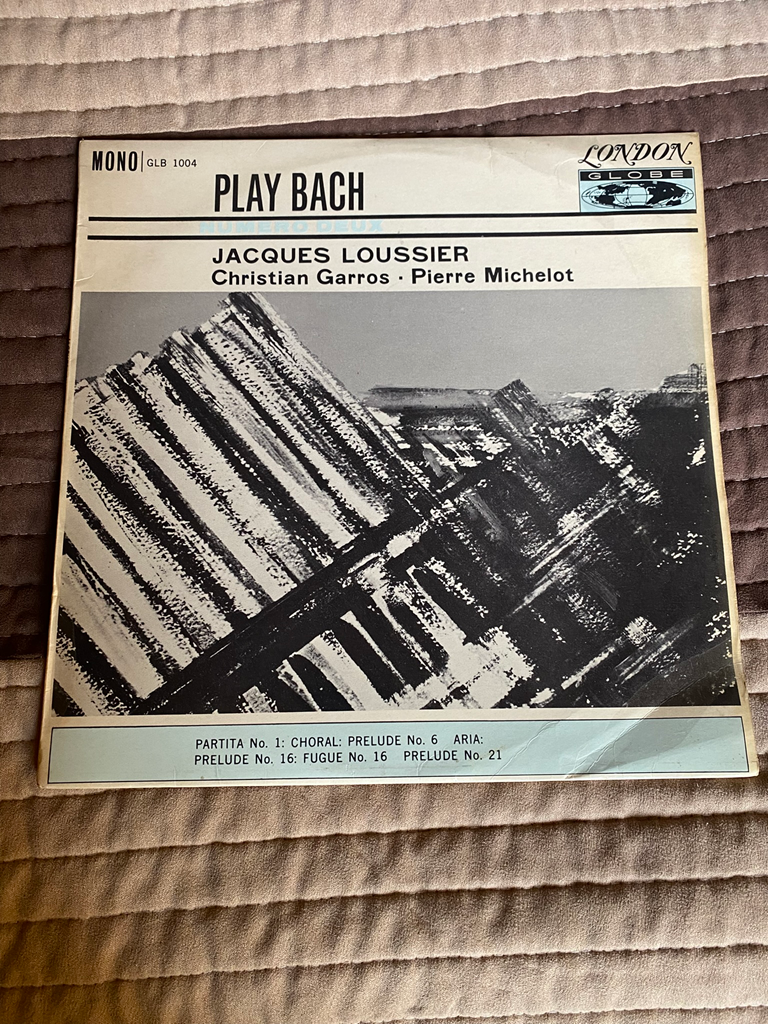 MONO GLB 1004
LONDON
GLOBE
PLAY BACH
NUMERO DEUX
JACQUES LOUSSIER
Christian Garros · Pierre Michelot
PARTITA No. 1: CHORAL: PRELUDE No. 6 ARIA:
PRELUDE No. 16: FUGUE No. 16 PRELUDE No. 21